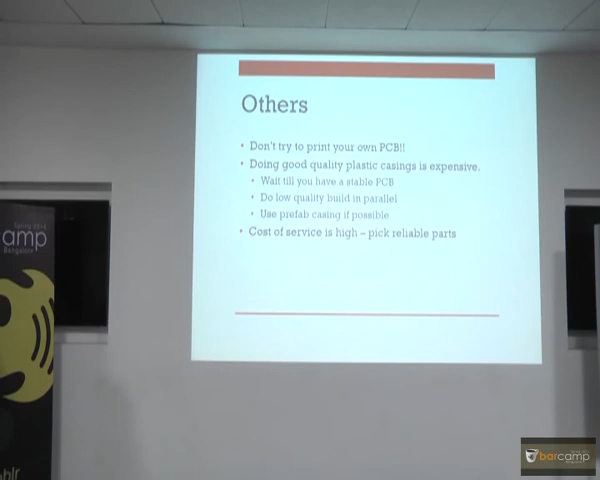 Others
• Don't try to print your own PCB!!
• Doing good quality plastic casings is expensive.
• Wait till you have a stable PCB
• Do low quality build in parallel
• Use prefab casing if possible
• Cost of service is high – pick reliable parts
amp
Bangalore
blr
barcamp